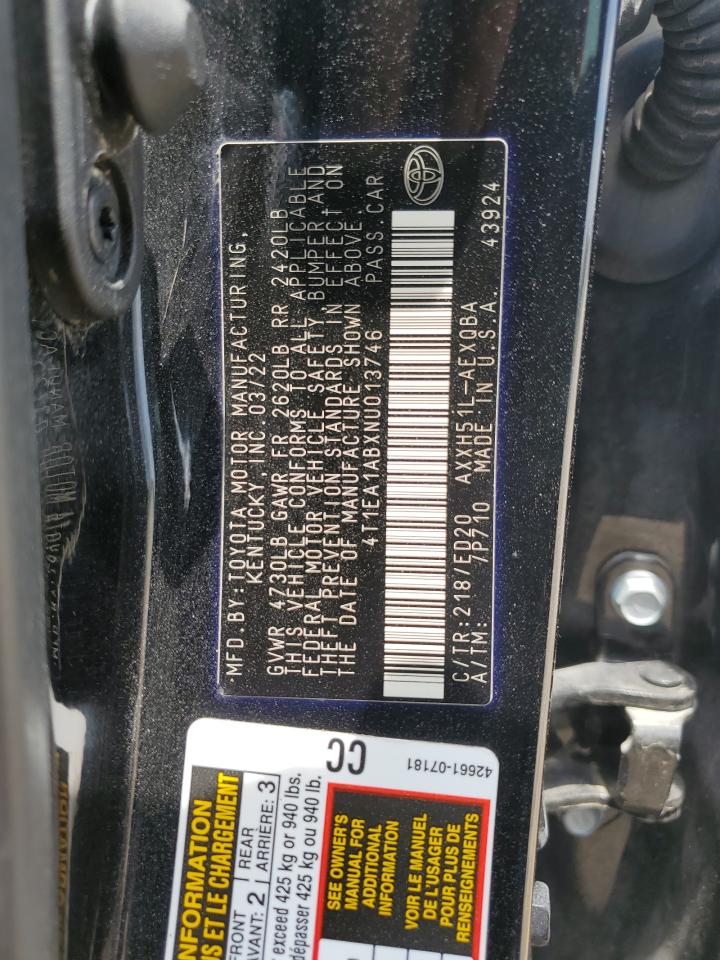 MFD. BY: TOYOTA MOTOR MANUFACTURING,
KENTUCKY, INC. 03/22
GVWR 4730LB GAWR FR 2620LB RR 2420LB
THIS VEHICLE CONFORMS TO ALL APPLICABLE
FEDERAL MOTOR VEHICLE SAFETY, BUMPER AND
THEFT PREVENTION STANDARDS IN EFFECT ON
THE DATE OF MANUFACTURE SHOWN ABOVE.
4T1EA1ABXNU013746 PASS CAR
C/TR: 218/ED20 AXXH51L-AEXQBA
A/TM: 7P710 MADE IN U.S.A. 43924
INFORMATION
ET LE CHARGEMENT
FRONT
AVANT: 2
REAR
ARRIÈRE: 3
exceed 425 kg or 940 lbs.
dépasser 425 kg ou 940 lb.
CC
SEE OWNER'S
MANUAL FOR
ADDITIONAL
INFORMATION
VOIR LE MANUEL
DE L'USAGER
POUR PLUS DE
RENSEIGNEMENTS
42661-07181